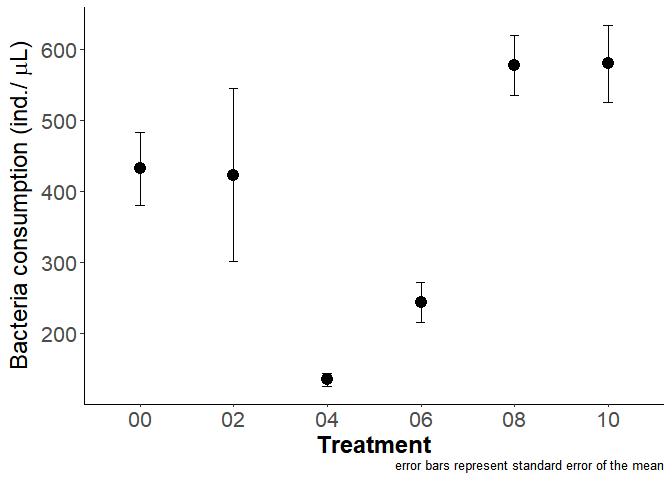 Bacteria consumption (ind./ μL)
600
500
400
300
200
00 02 04 06 08 10
Treatment
error bars represent standard error of the mean